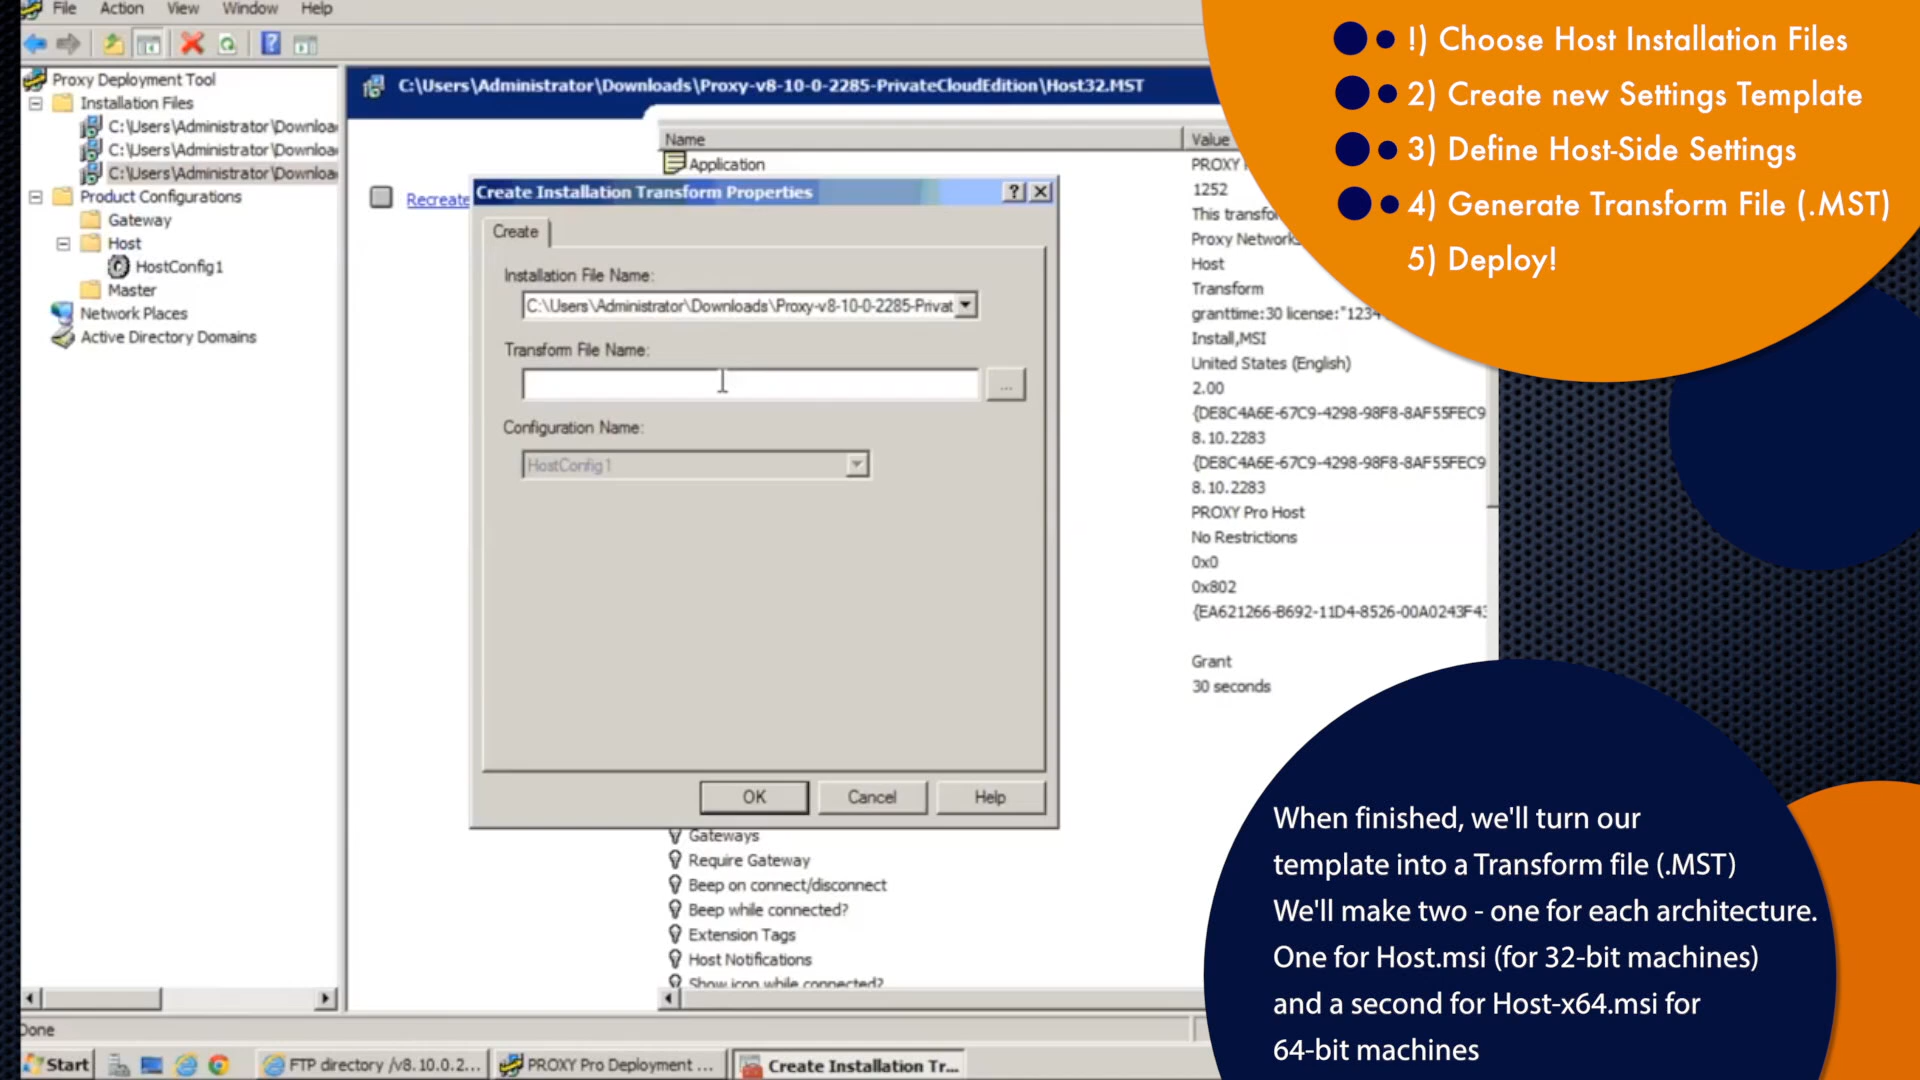 File Action View Window Help
Proxy Deployment Tool
Installation Files
C:\Users\Administrator\Downloa
C:\Users\Administrator\Downloa
C:\Users\Administrator\Downloa
Product Configurations
Gateway
Host
HostConfig1
Master
Network Places
Active Directory Domains
C:\Users\Administrator\Downloads\Proxy-v8-10-0-2285-PrivateCloudEdition\Host32.MST
Name Value
Application
Recreate
Create Installation Transform Properties
Create
Installation File Name:
C:\Users\Administrator\Downloads\Proxy-v8-10-0-2285-Privat
Transform File Name:
...
Configuration Name:
HostConfig1
OK Cancel Help
PROXY
1252
This transfo
Proxy Network
Host
Transform
granttime:30 license:"1234
Install,MSI
United States (English)
2.00
{DE8C4A6E-67C9-4298-98F8-8AF55FEC9
8.10.2283
{DE8C4A6E-67C9-4298-98F8-8AF55FEC9
8.10.2283
PROXY Pro Host
No Restrictions
0x0
0x802
{EA621266-B692-11D4-8526-00A0243F43
Grant
30 seconds
Gateways
Require Gateway
Beep on connect/disconnect
Beep while connected?
Extension Tags
Host Notifications
Show icon while connected?
Done
Start
FTP directory /v8.10.0.2...
PROXY Pro Deployment ...
Create Installation Tr...
!) Choose Host Installation Files
2) Create new Settings Template
3) Define Host-Side Settings
4) Generate Transform File (.MST)
5) Deploy!
When finished, we'll turn our
template into a Transform file (.MST)
We'll make two - one for each architecture.
One for Host.msi (for 32-bit machines)
and a second for Host-x64.msi for
64-bit machines